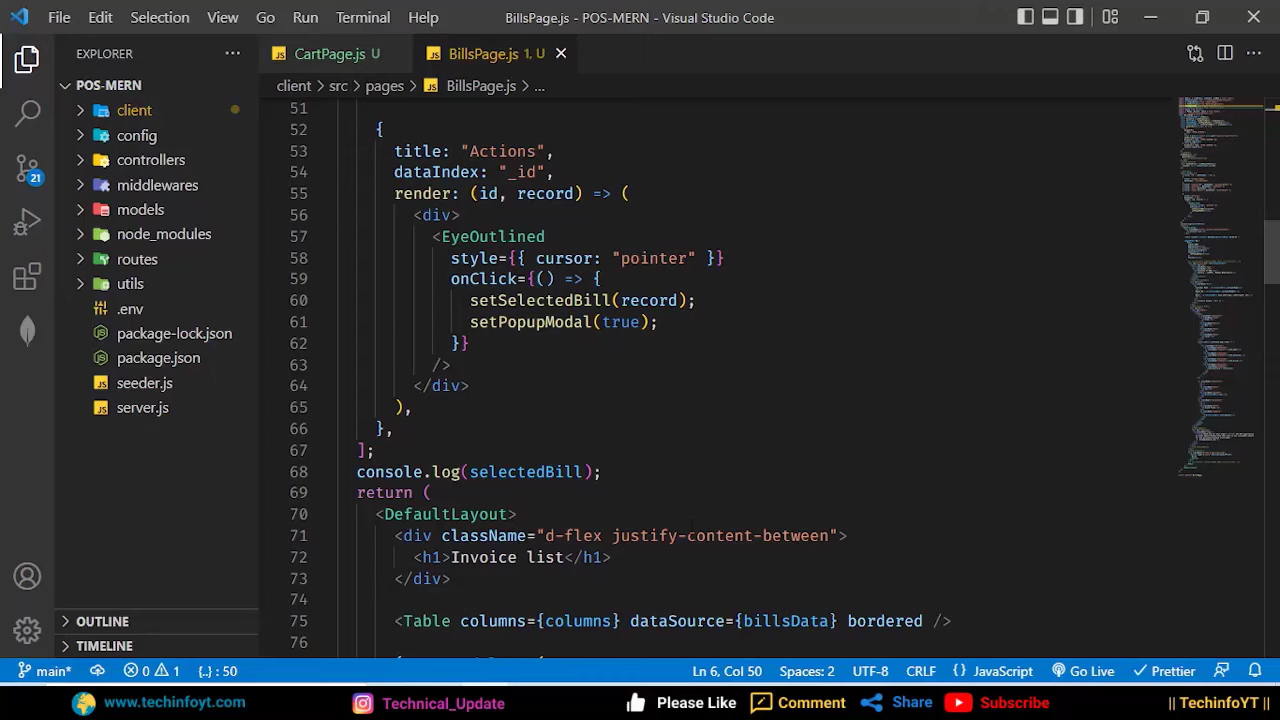 File Edit Selection View Go Run Terminal Help BillsPage.js - POS-MERN - Visual Studio Code
EXPLORER
CartPage.js U
BillsPage.js 1, U
POS-MERN
client > src > pages > BillsPage.js > ...
client
config
controllers
middlewares
models
node_modules
routes
utils
.env
package-lock.json
package.json
seeder.js
server.js
21
OUTLINE
TIMELINE
51
52 {
53 title: "Actions",
54 dataIndex: "_id",
55 render: (id, record) => (
56 <div>
57 <EyeOutlined
58 style={{ cursor: "pointer" }}
59 onClick={() => {
60 setSelectedBill(record);
61 setPopupModal(true);
62 }}
63 />
64 </div>
65 ),
66 },
67 ];
68 console.log(selectedBill);
69 return (
70 <DefaultLayout>
71 <div className="d-flex justify-content-between">
72 <h1>Invoice list</h1>
73 </div>
74
75 <Table columns={columns} dataSource={billsData} bordered />
76
main* 0 1 {..} : 50 Ln 6, Col 50 Spaces: 2 UTF-8 CRLF {} JavaScript Go Live Prettier
www.techinfoyt.com Technical_Update Please Like Comment Share Subscribe || TechinfoYT ||